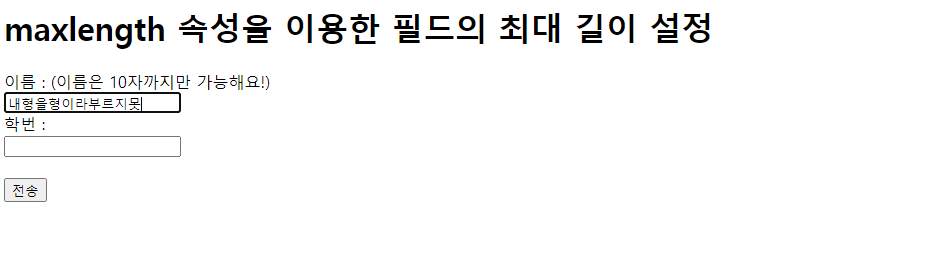 maxlength 속성을 이용한 필드의 최대 길이 설정
이름 : (이름은 10자까지만 가능해요!)
내형을형이라부르지못
학번 :
전송